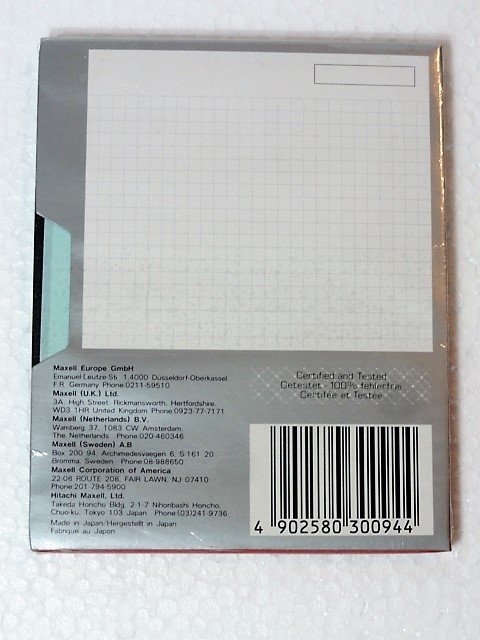 Maxell Europe GmbH
Emanuel-Leutze-Str. 1,4000 Düsseldorf-Oberkassel.
F.R. Germany Phone:0211-59510
Maxell (U.K.) Ltd.
3A, High Street, Rickmansworth, Hertfordshire.
WD3 1HR United Kingdom Phone:0923 77-7171
Maxell (Netherlands) B.V.
Wamberg 37, 1083 CW Amsterdam.
The Netherlands Phone:020-460346
Maxell (Sweden) A.B
Box 200 94, Archimedesvaegen 6, S-161 20
Bromma, Sweden Phone:08-988650
Maxell Corporation of America
22-08 ROUTE 208, FAIR LAWN, NJ 07410
Phone:201-794-5900
Hitachi Maxell, Ltd.
Takeda Honcho Bldg. 2-1-7 Nihonbashi Honcho
Chuo-ku, Tokyo 103 Japan Phone:(03)241-9736
Made in Japan/Hergestellt in Japan
Fabriqué au Japon
Certified and Tested
Getestet · 100% fehlerfrei
Certifiée et Testée
4 902580 300944